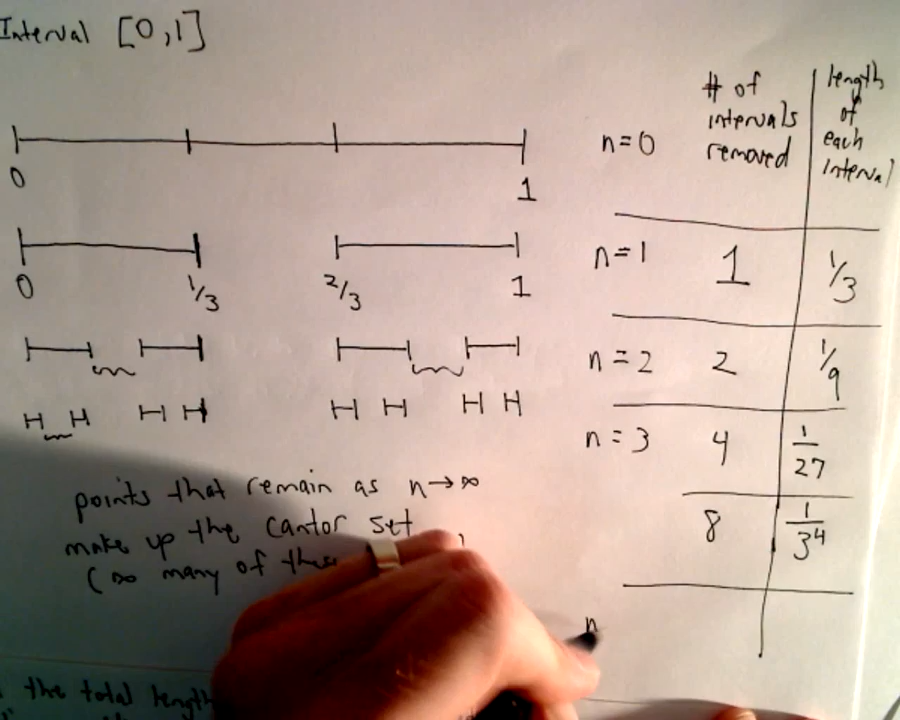 Interval [0,1]
# of intervals removed
length of each interval
n=0
0 1
n=1 1 1/3
0 1/3 2/3 1
n=2 2 1/9
n=3 4 1/27
8 1/3^4
points that remain as n→∞
make up the cantor set
(∞ many of these
n
the total length